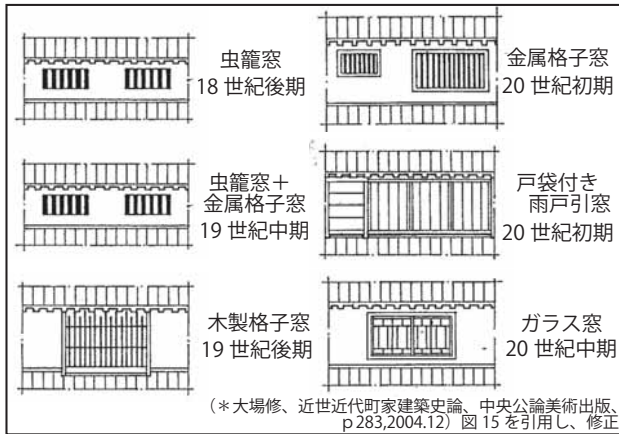 虫籠窓
18 世紀後期
虫籠窓＋
金属格子窓
19 世紀中期
木製格子窓
19 世紀後期
金属格子窓
20 世紀初期
戸袋付き
雨戸引窓
20 世紀初期
ガラス窓
20 世紀中期
（＊大場修、近世近代町家建築史論、中央公論美術出版、
p 283,2004.12）図 15 を引用し、修正